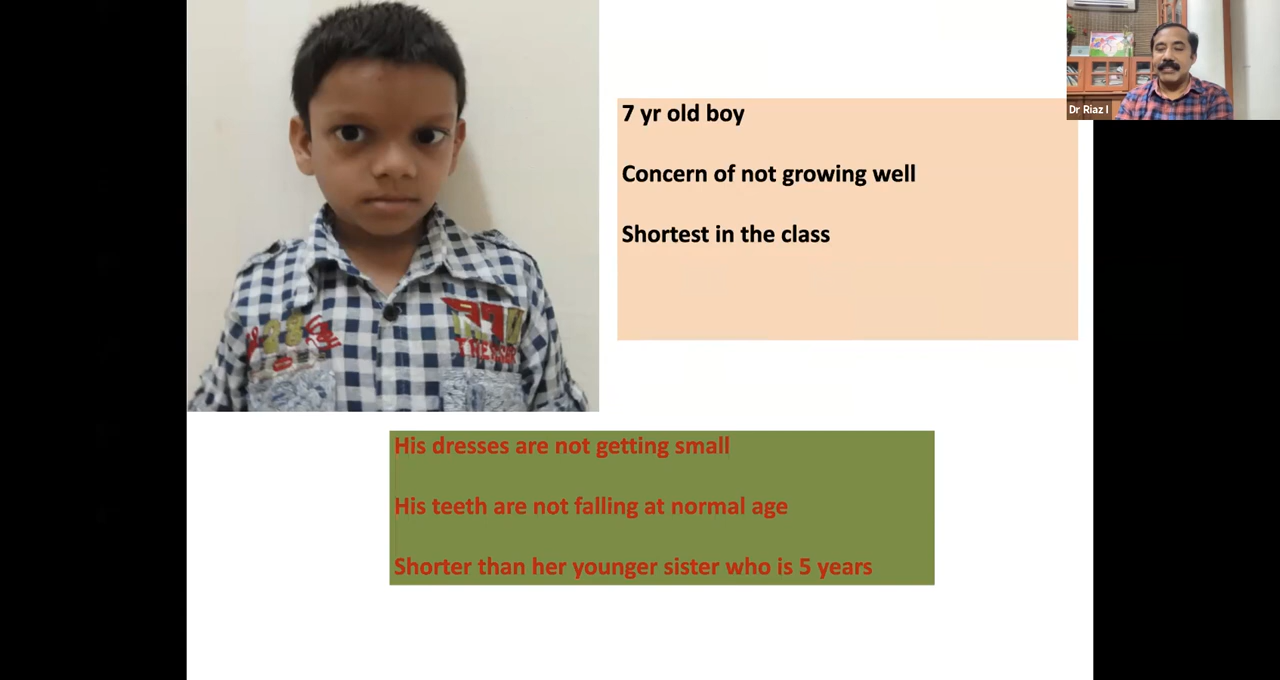 7 yr old boy
Concern of not growing well
Shortest in the class
His dresses are not getting small
His teeth are not falling at normal age
Shorter than her younger sister who is 5 years
Dr Riaz I